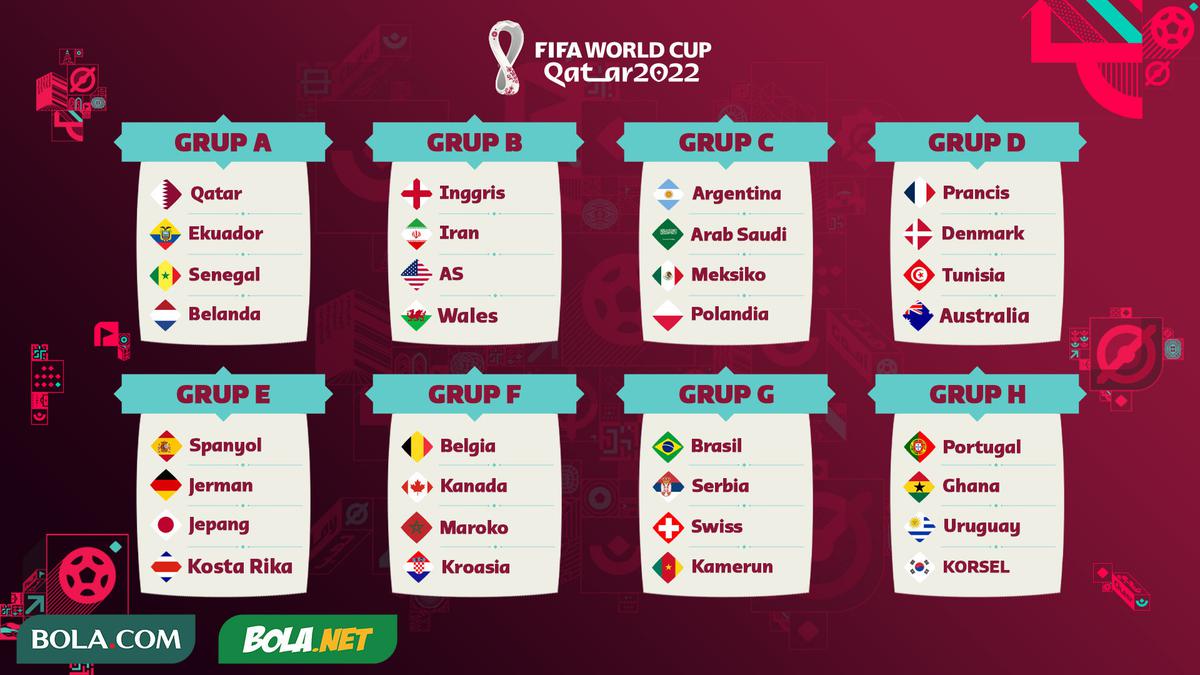 FIFA WORLD CUP
Qatar2022
GRUP A
Qatar
Ekuador
Senegal
Belanda
GRUP B
Inggris
Iran
AS
Wales
GRUP C
Argentina
Arab Saudi
Meksiko
Polandia
GRUP D
Prancis
Denmark
Tunisia
Australia
GRUP E
Spanyol
Jerman
Jepang
Kosta Rika
GRUP F
Belgia
Kanada
Maroko
Kroasia
GRUP G
Brasil
Serbia
Swiss
Kamerun
GRUP H
Portugal
Ghana
Uruguay
KORSEL
BOLA.COM
BOLA.NET